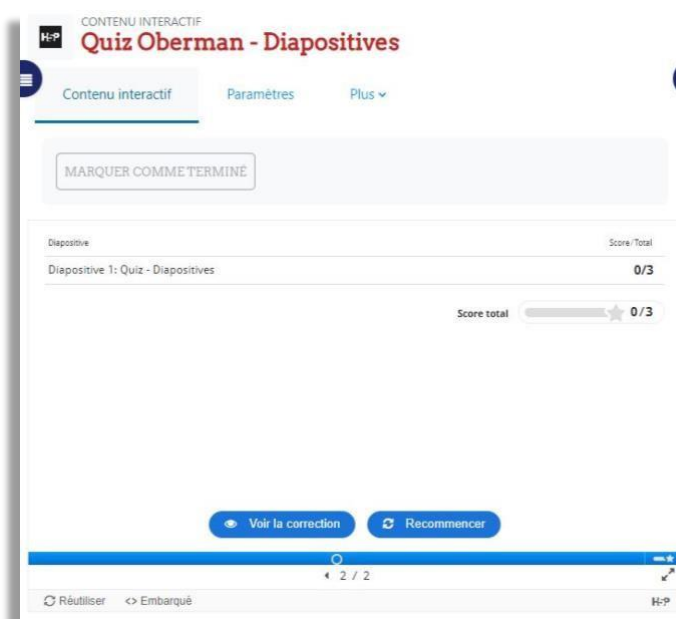 H-P
CONTENU INTERACTIF
Quiz Oberman - Diapositives
Contenu interactif Paramètres Plus
MARQUER COMME TERMINÉ
Diapositive Score/Total
Diapositive 1: Quiz - Diapositives 0/3
Score total 0/3
Voir la correction Recommencer
2 / 2
Réutiliser <> Embarqué H-P